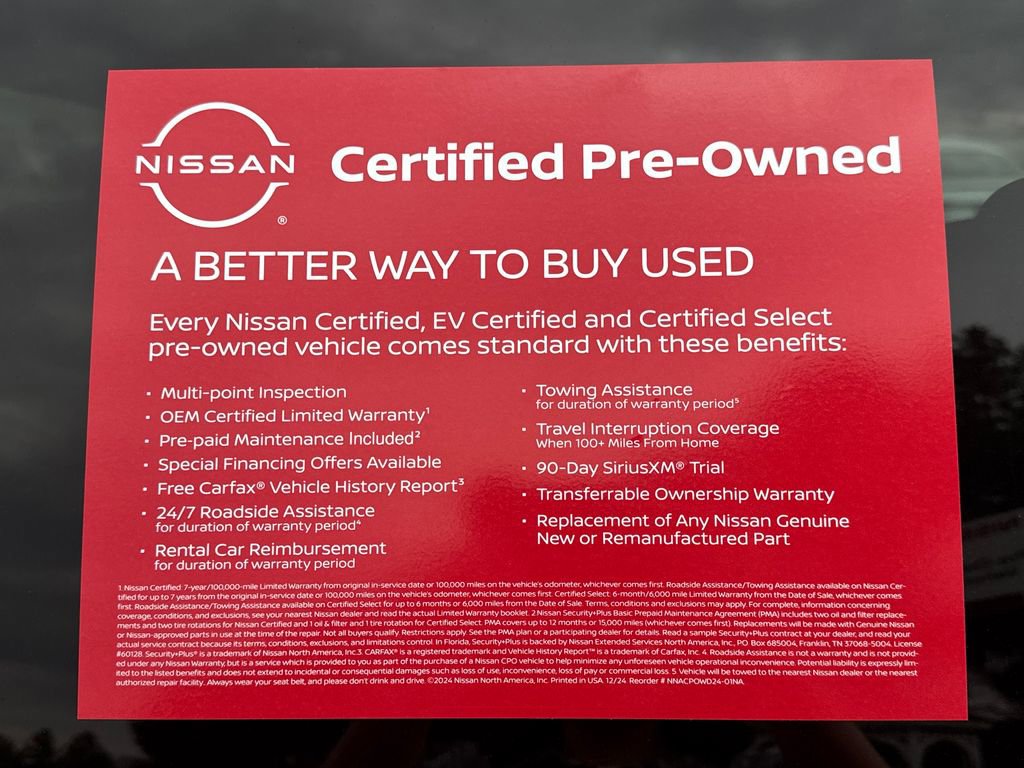 NISSAN
®
Certified Pre-Owned
A BETTER WAY TO BUY USED
Every Nissan Certified, EV Certified and Certified Select
pre-owned vehicle comes standard with these benefits:
· Multi-point Inspection
· OEM Certified Limited Warranty¹
· Pre-paid Maintenance Included²
· Special Financing Offers Available
· Free Carfax® Vehicle History Report³
· 24/7 Roadside Assistance
for duration of warranty period⁴
· Rental Car Reimbursement
for duration of warranty period
· Towing Assistance
for duration of warranty period⁵
· Travel Interruption Coverage
When 100+ Miles From Home
· 90-Day SiriusXM® Trial
· Transferrable Ownership Warranty
· Replacement of Any Nissan Genuine
New or Remanufactured Part
1. Nissan Certified: 7-year/100,000-mile Limited Warranty from original in-service date or 100,000 miles on the vehicle's odometer, whichever comes first. Roadside Assistance/Towing Assistance available on Nissan Cer-
tified for up to 7 years from the original in-service date or 100,000 miles on the vehicle's odometer, whichever comes first. Certified Select: 6-month/6,000 mile Limited Warranty from the Date of Sale, whichever comes
first. Roadside Assistance/Towing Assistance available on Certified Select for up to 6 months or 6,000 miles from the Date of Sale. Terms, conditions and exclusions may apply. For complete, information concerning
coverage, conditions, and exclusions, see your nearest Nissan dealer and read the actual Limited Warranty booklet. 2 Nissan Security+Plus Basic Prepaid Maintenance Agreement (PMA) includes two oil and filter replace-
ments and two tire rotations for Nissan Certified and 1 oil & filter and 1 tire rotation for Certified Select. PMA covers up to 12 months or 15,000 miles (whichever comes first). Replacements will be made with Genuine Nissan
or Nissan-approved parts in use at the time of the repair. Not all buyers qualify. Restrictions apply. See the PMA plan or a participating dealer for details. Read a sample Security+Plus contract at your dealer, and read your
actual service contract because its terms, conditions, exclusions, and limitations control. In Florida, Security+Plus is backed by Nissan Extended Services North America, Inc., PO Box 685004, Franklin, TN 37068-5004. License
#60128. Security+Plus® is a trademark of Nissan North America, Inc.3. CARFAX® is a registered trademark and Vehicle History Report™ is a trademark of Carfax, Inc. 4. Roadside Assistance is not a warranty and is not provid-
ed under any Nissan Warranty, but is a service which is provided to you as part of the purchase of a Nissan CPO vehicle to help minimize any unforeseen vehicle operational inconvenience. Potential liability is expressly lim-
ited to the listed benefits and does not extend to incidental or consequential damages such as loss of use, inconvenience, loss of pay or commercial loss. 5. Vehicle will be towed to the nearest Nissan dealer or the nearest
authorized repair facility. Always wear your seat belt, and please don't drink and drive. ©2024 Nissan North America, Inc. Printed in USA. 12/24 Reorder # NNACPOWD24-01NA.